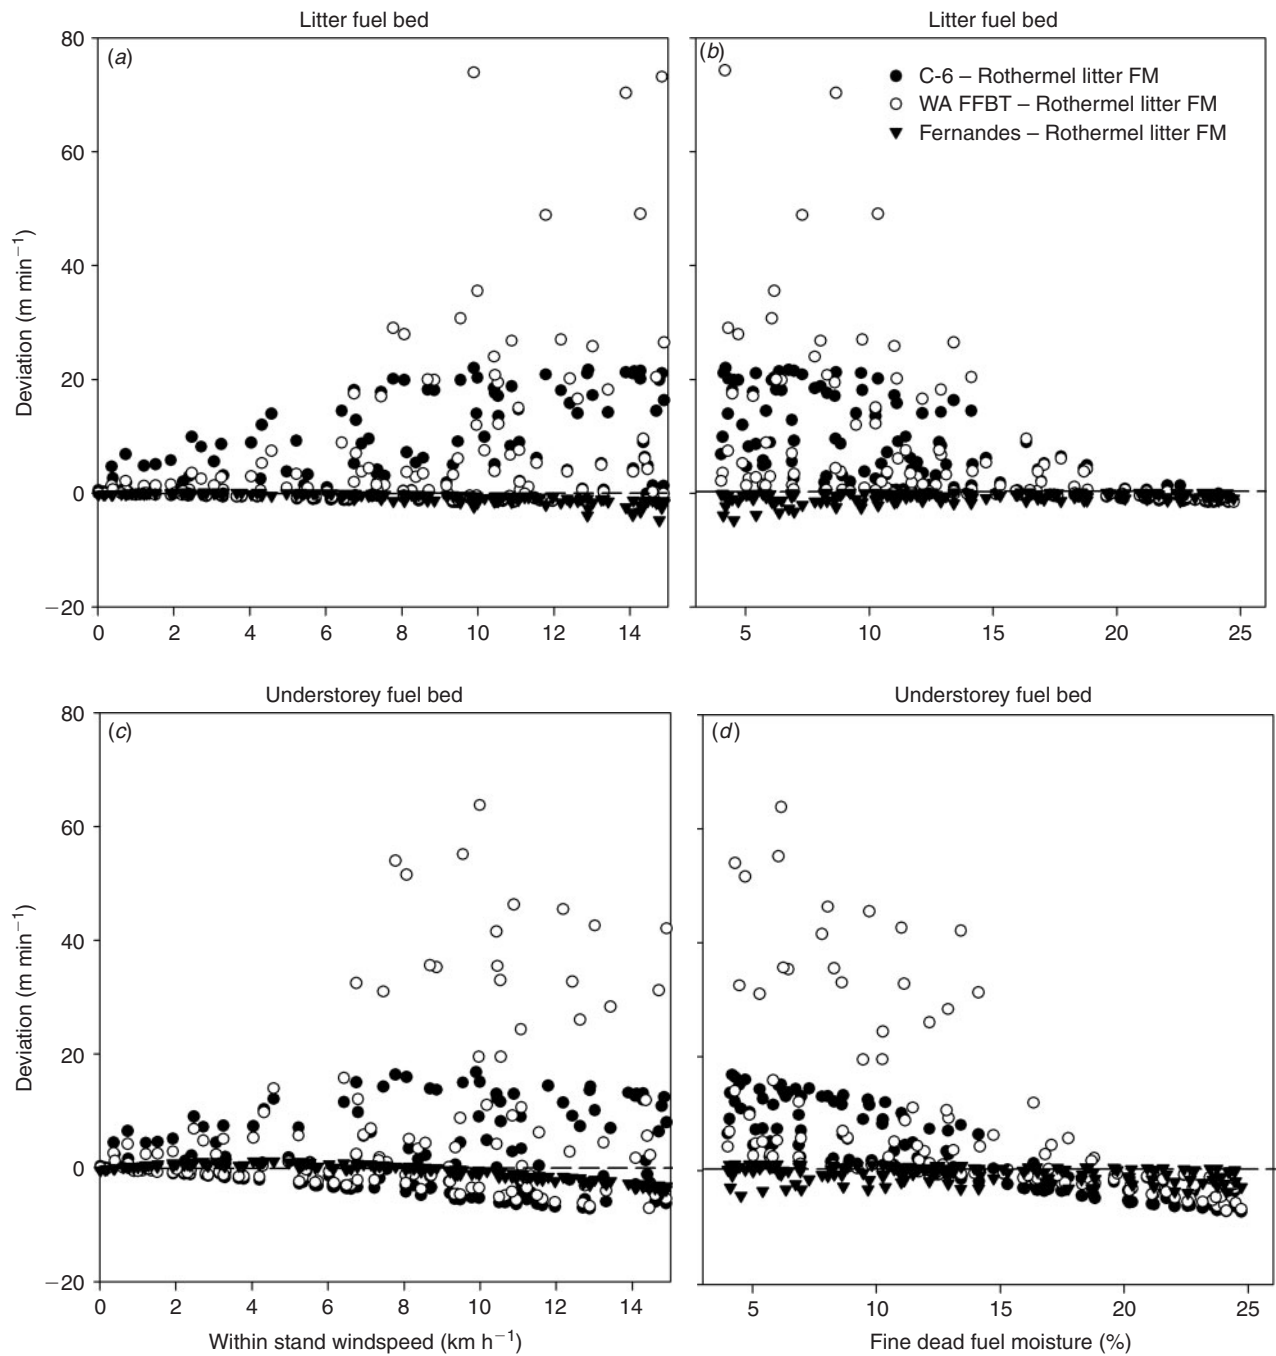 Litter fuel bed
Litter fuel bed
(a)
(b)
C-6 – Rothermel litter FM
WA FFBT – Rothermel litter FM
Fernandes – Rothermel litter FM
Deviation (m min−1)
80
60
40
20
0
−20
0 2 4 6 8 10 12 14
5 10 15 20 25
Understorey fuel bed
Understorey fuel bed
(c)
(d)
Deviation (m min−1)
80
60
40
20
0
−20
0 2 4 6 8 10 12 14
5 10 15 20 25
Within stand windspeed (km h−1)
Fine dead fuel moisture (%)